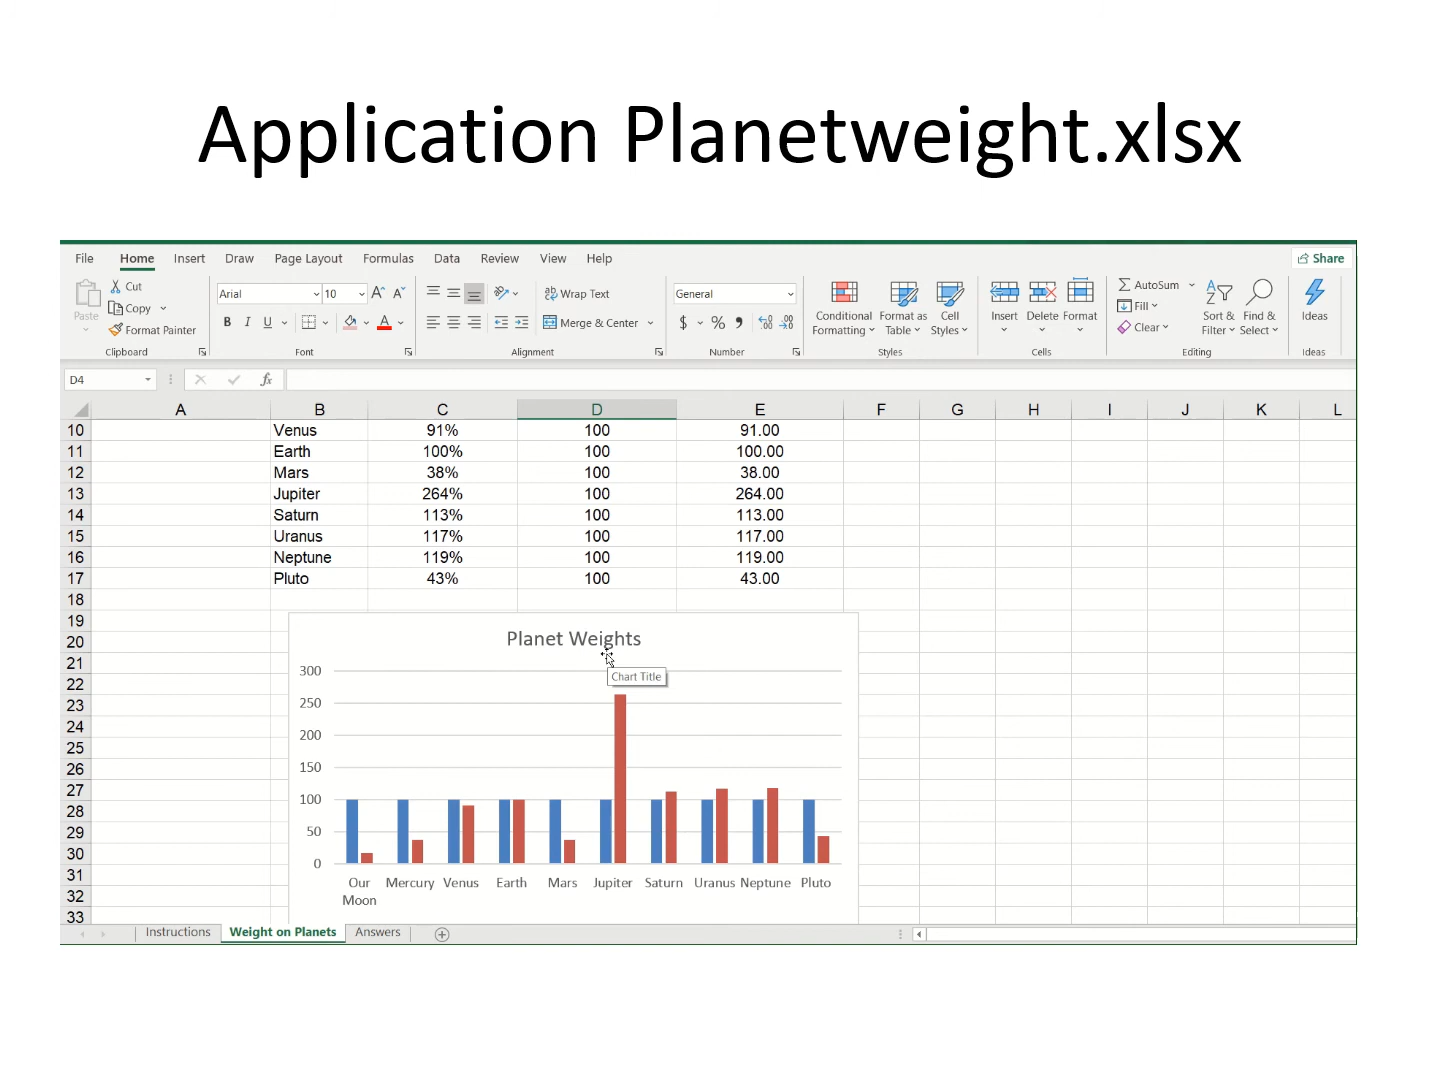 Application Planetweight.xlsx
File Home Insert Draw Page Layout Formulas Data Review View Help Share
Paste Cut Copy Format Painter Clipboard
Arial 10 A A B I U A Font
ab Wrap Text Merge & Center Alignment
General $ % 9 Number
Conditional Formatting Format as Table Cell Styles Styles
Insert Delete Format Cells
AutoSum Fill Clear Sort & Filter Find & Select Editing
Ideas Ideas
D4 fx
A B C D E F G H I J K L
10 Venus 91% 100 91.00
11 Earth 100% 100 100.00
12 Mars 38% 100 38.00
13 Jupiter 264% 100 264.00
14 Saturn 113% 100 113.00
15 Uranus 117% 100 117.00
16 Neptune 119% 100 119.00
17 Pluto 43% 100 43.00
18
19
20
21
22
23
24
25
26
27
28
29
30
31
32
33
Planet Weights
Chart Title
300
250
200
150
100
50
0
Our Moon Mercury Venus Earth Mars Jupiter Saturn Uranus Neptune Pluto
Instructions Weight on Planets Answers